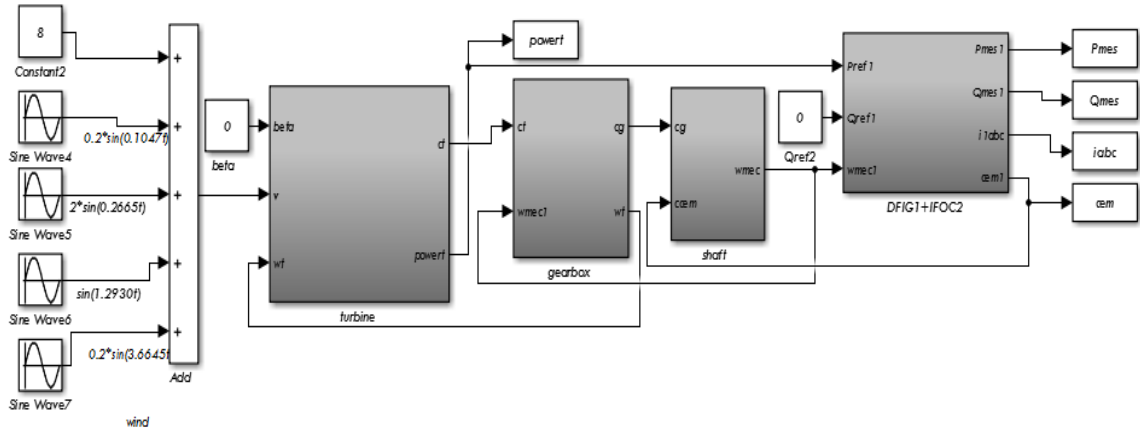 8
Constant2
Sine Wave4
0.2*sin(0.1047t)
Sine Wave5
2*sin(0.2665t)
Sine Wave6
sin(1.2930t)
Sine Wave7
0.2*sin(3.6645t
+
+
+
+
+
Add
wind
0
beta
beta
v
wt
ct
powert
turbine
powert
ct
wmec1
cg
wt
gearbox
cg
ccem
wmec
shaft
0
Qref2
Pref1
Qref1
wmec1
Pmes1
Qmes1
i1abc
cem1
DFIG1+IFOC2
Pmes
Qmes
iabc
cem